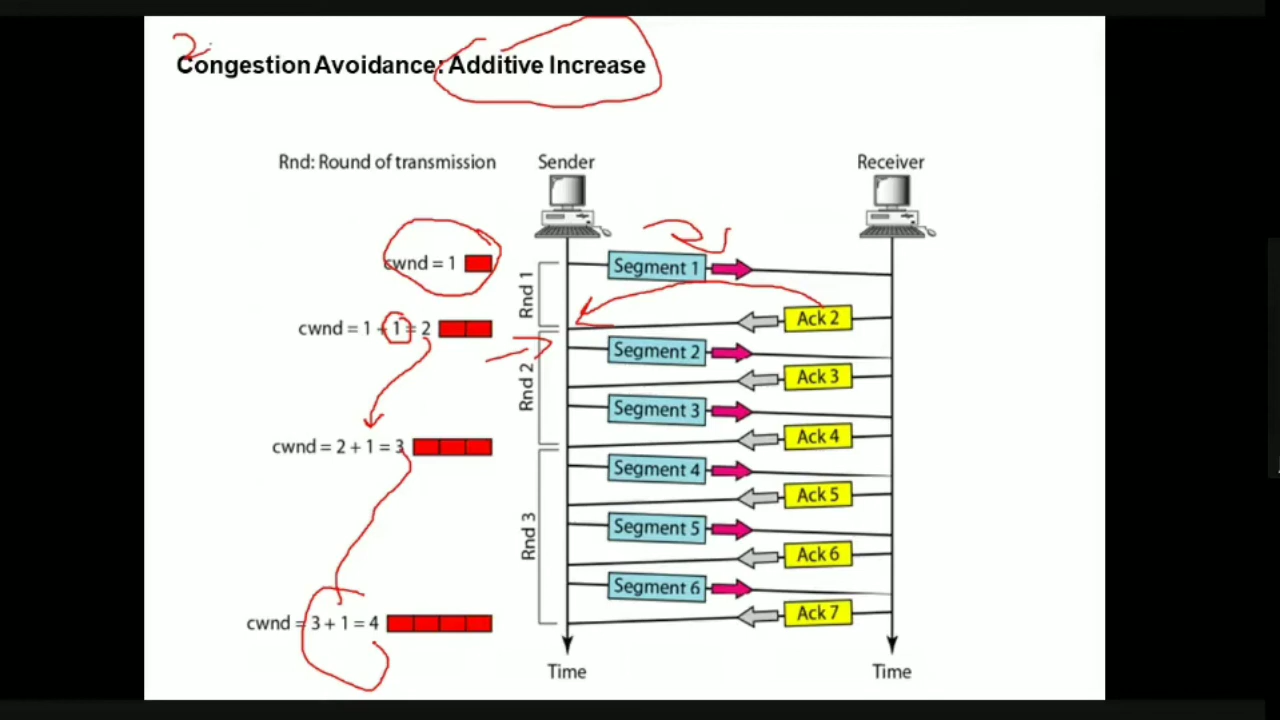 2
Congestion Avoidance: Additive Increase
Rnd: Round of transmission
Sender
Receiver
cwnd = 1
Rnd 1
Segment 1
Ack 2
cwnd = 1 + 1 = 2
Rnd 2
Segment 2
Ack 3
Segment 3
Ack 4
cwnd = 2 + 1 = 3
Rnd 3
Segment 4
Ack 5
Segment 5
Ack 6
Segment 6
Ack 7
cwnd = 3 + 1 = 4
Time
Time